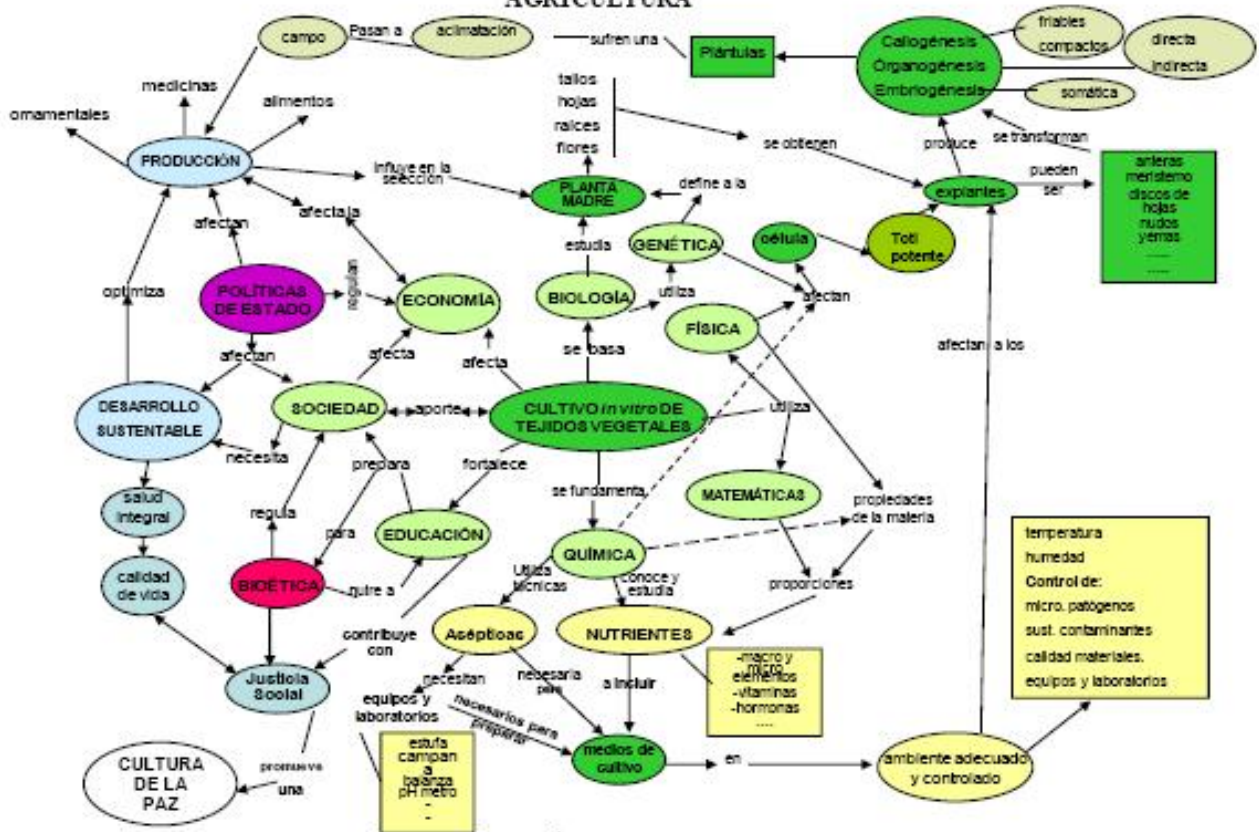 AGRICULTURA
campo
Pasan a
aclimatación
sufren una
Plántulas
Callogénesis
Órganogénesis
Embriogénesis
friables
compactos
directa
indirecta
somática
medicinas
ornamentales
alimentos
PRODUCCIÓN
tallos
hojas
raíces
flores
se obtienen
produce
se transforman
influye en la
selección
PLANTA
MADRE
define a la
explantes
pueden
ser
anteras
meristemo
discos de
hojas
nudos
yemas
......
......
afectan
afecta la
estudia
GENÉTICA
célula
Toti
potente
optimiza
POLÍTICAS
DE ESTADO
regulan
ECONOMÍA
BIOLOGÍA
utiliza
afectan
FÍSICA
afectan
afecta
afecta
se basa
afectan a los
DESARROLLO
SUSTENTABLE
SOCIEDAD
aporte
CULTIVO in vitro DE
TEJIDOS VEGETALES
utiliza
necesita
prepara
fortalece
se fundamenta
MATEMÁTICAS
propiedades
de la materia
salud
integral
regula
para
EDUCACIÓN
QUÍMICA
calidad
de vida
BIOÉTICA
nutre a
Utiliza
técnicas
conoce y
estudia
proporciones
temperatura
humedad
Control de:
micro. patógenos
sust. contaminantes
calidad materiales.
equipos y laboratorios
contribuye
con
Asépticas
NUTRIENTES
-macro y
micro
elementos
-vitaminas
-hormonas
....
Justicia
Social
necesitan
necesaria
a incluir
equipos y
laboratorios
necesarios para
preparar
estufa
campan
a
balanza
pH metro
-
-
medios de
cultivo
en
ambiente adecuado
y controlado
promueve
una
CULTURA
DE LA
PAZ